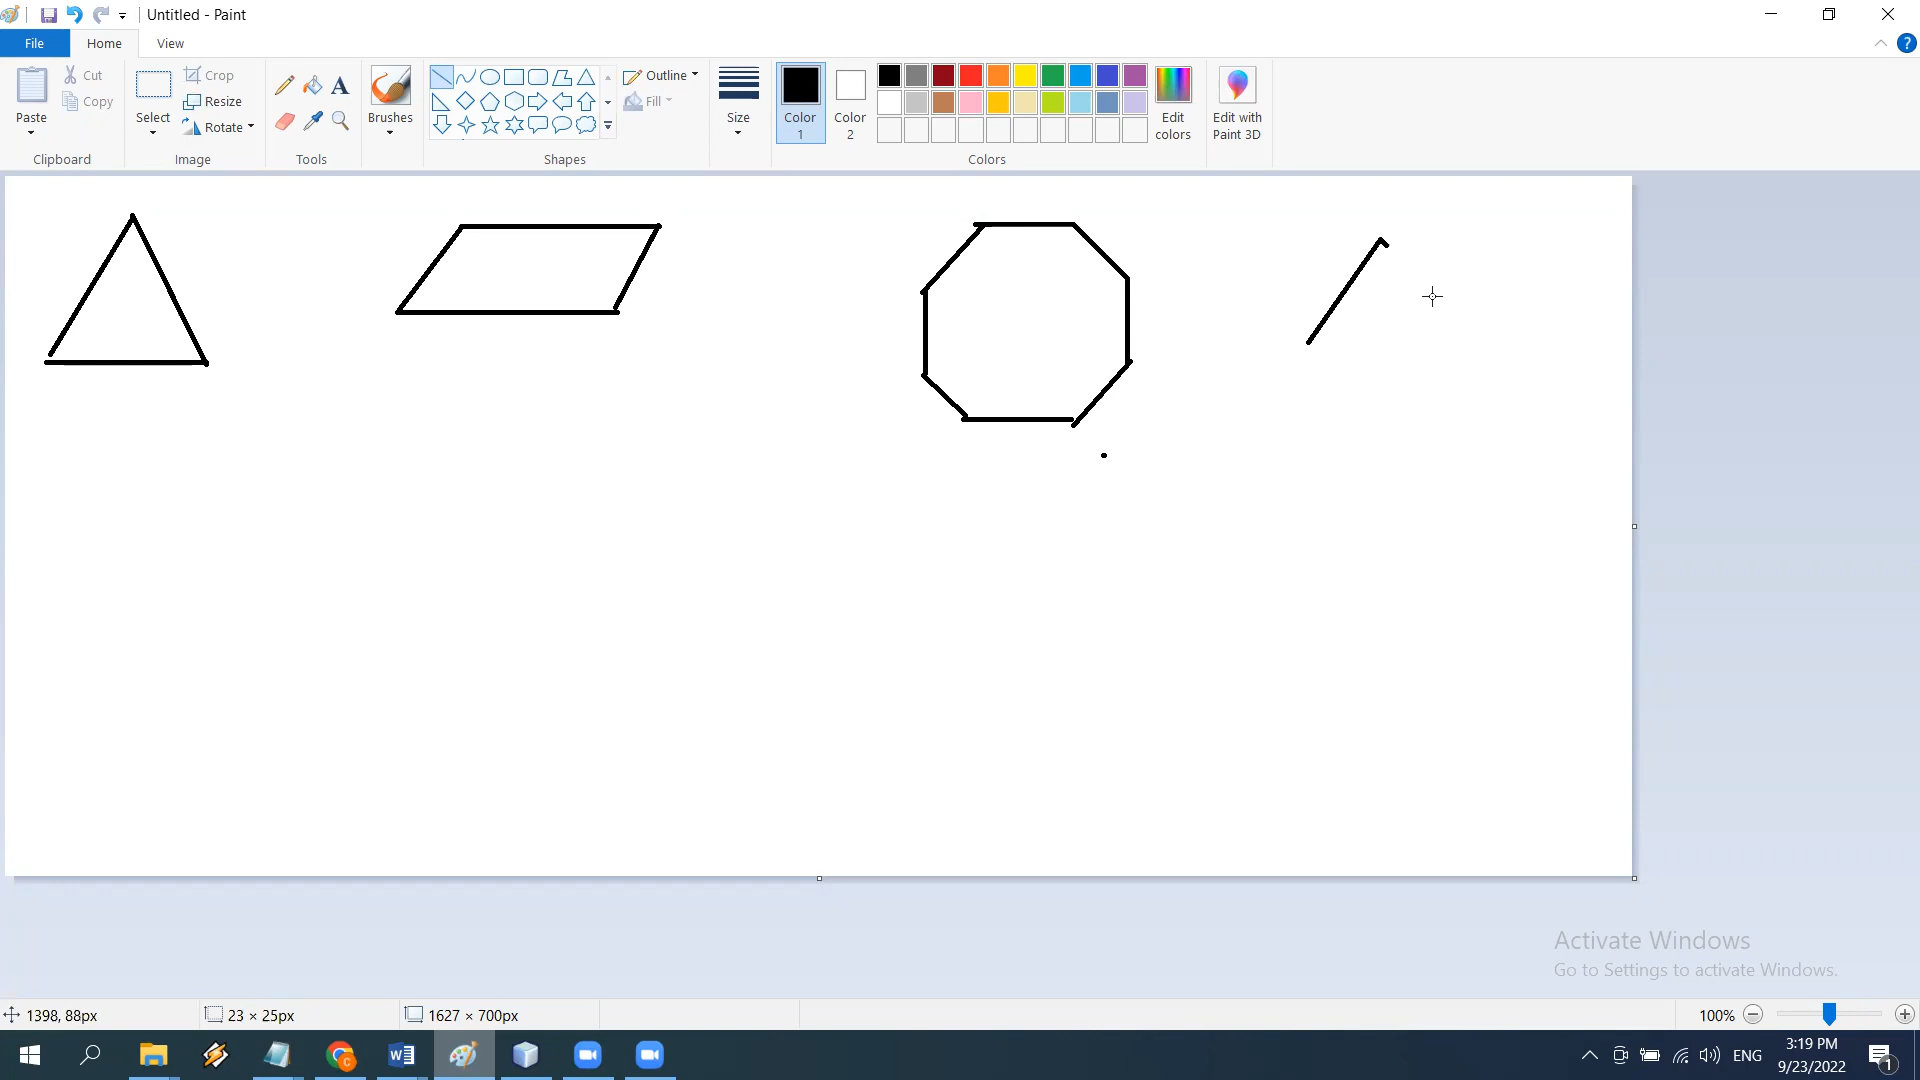 Untitled - Paint
File Home View
Paste
Cut
Copy
Clipboard
Select
Crop
Resize
Rotate
Image
A
Tools
Brushes
Shapes
Outline
Fill
Size
Color
1
Color
2
Edit
colors
Colors
Edit with
Paint 3D
?
Activate Windows
Go to Settings to activate Windows.
1398, 88px 23 × 25px 1627 × 700px 100%
ENG
3:19 PM
9/23/2022
1